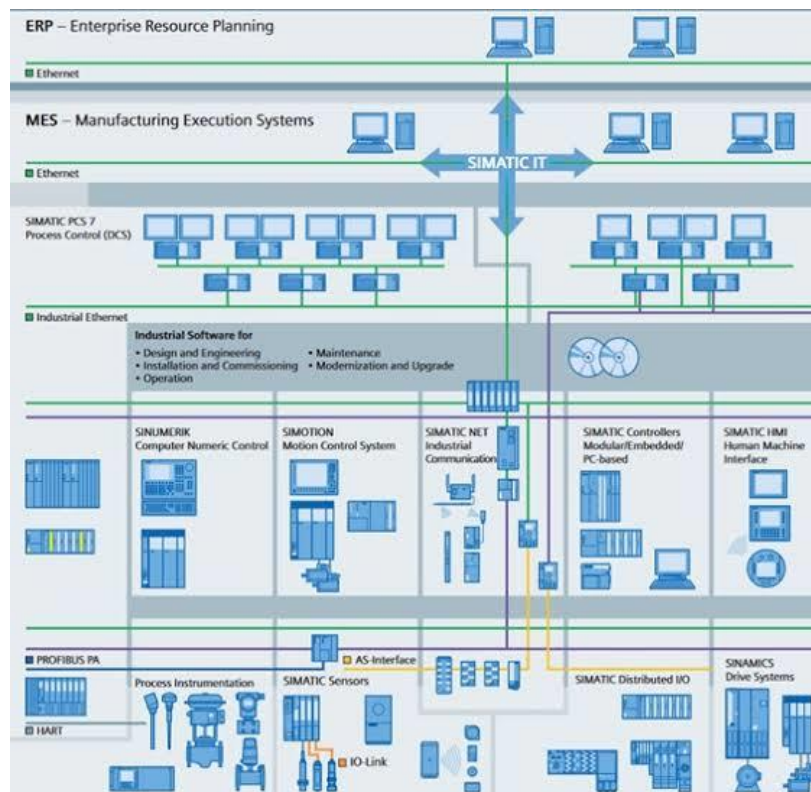 ERP – Enterprise Resource Planning
Ethernet
MES – Manufacturing Execution Systems
SIMATIC IT
Ethernet
SIMATIC PCS 7
Process Control (DCS)
Industrial Ethernet
Industrial Software for
• Design and Engineering
• Installation and Commissioning
• Operation
• Maintenance
• Modernization and Upgrade
SINUMERIK
Computer Numeric Control
SIMOTION
Motion Control System
SIMATIC NET
Industrial
Communication
SIMATIC Controllers
Modular/Embedded/
PC-based
SIMATIC HMI
Human Machine
Interface
PROFIBUS PA
AS-Interface
Process Instrumentation
SIMATIC Sensors
SIMATIC Distributed I/O
SINAMICS
Drive Systems
HART
IO-Link